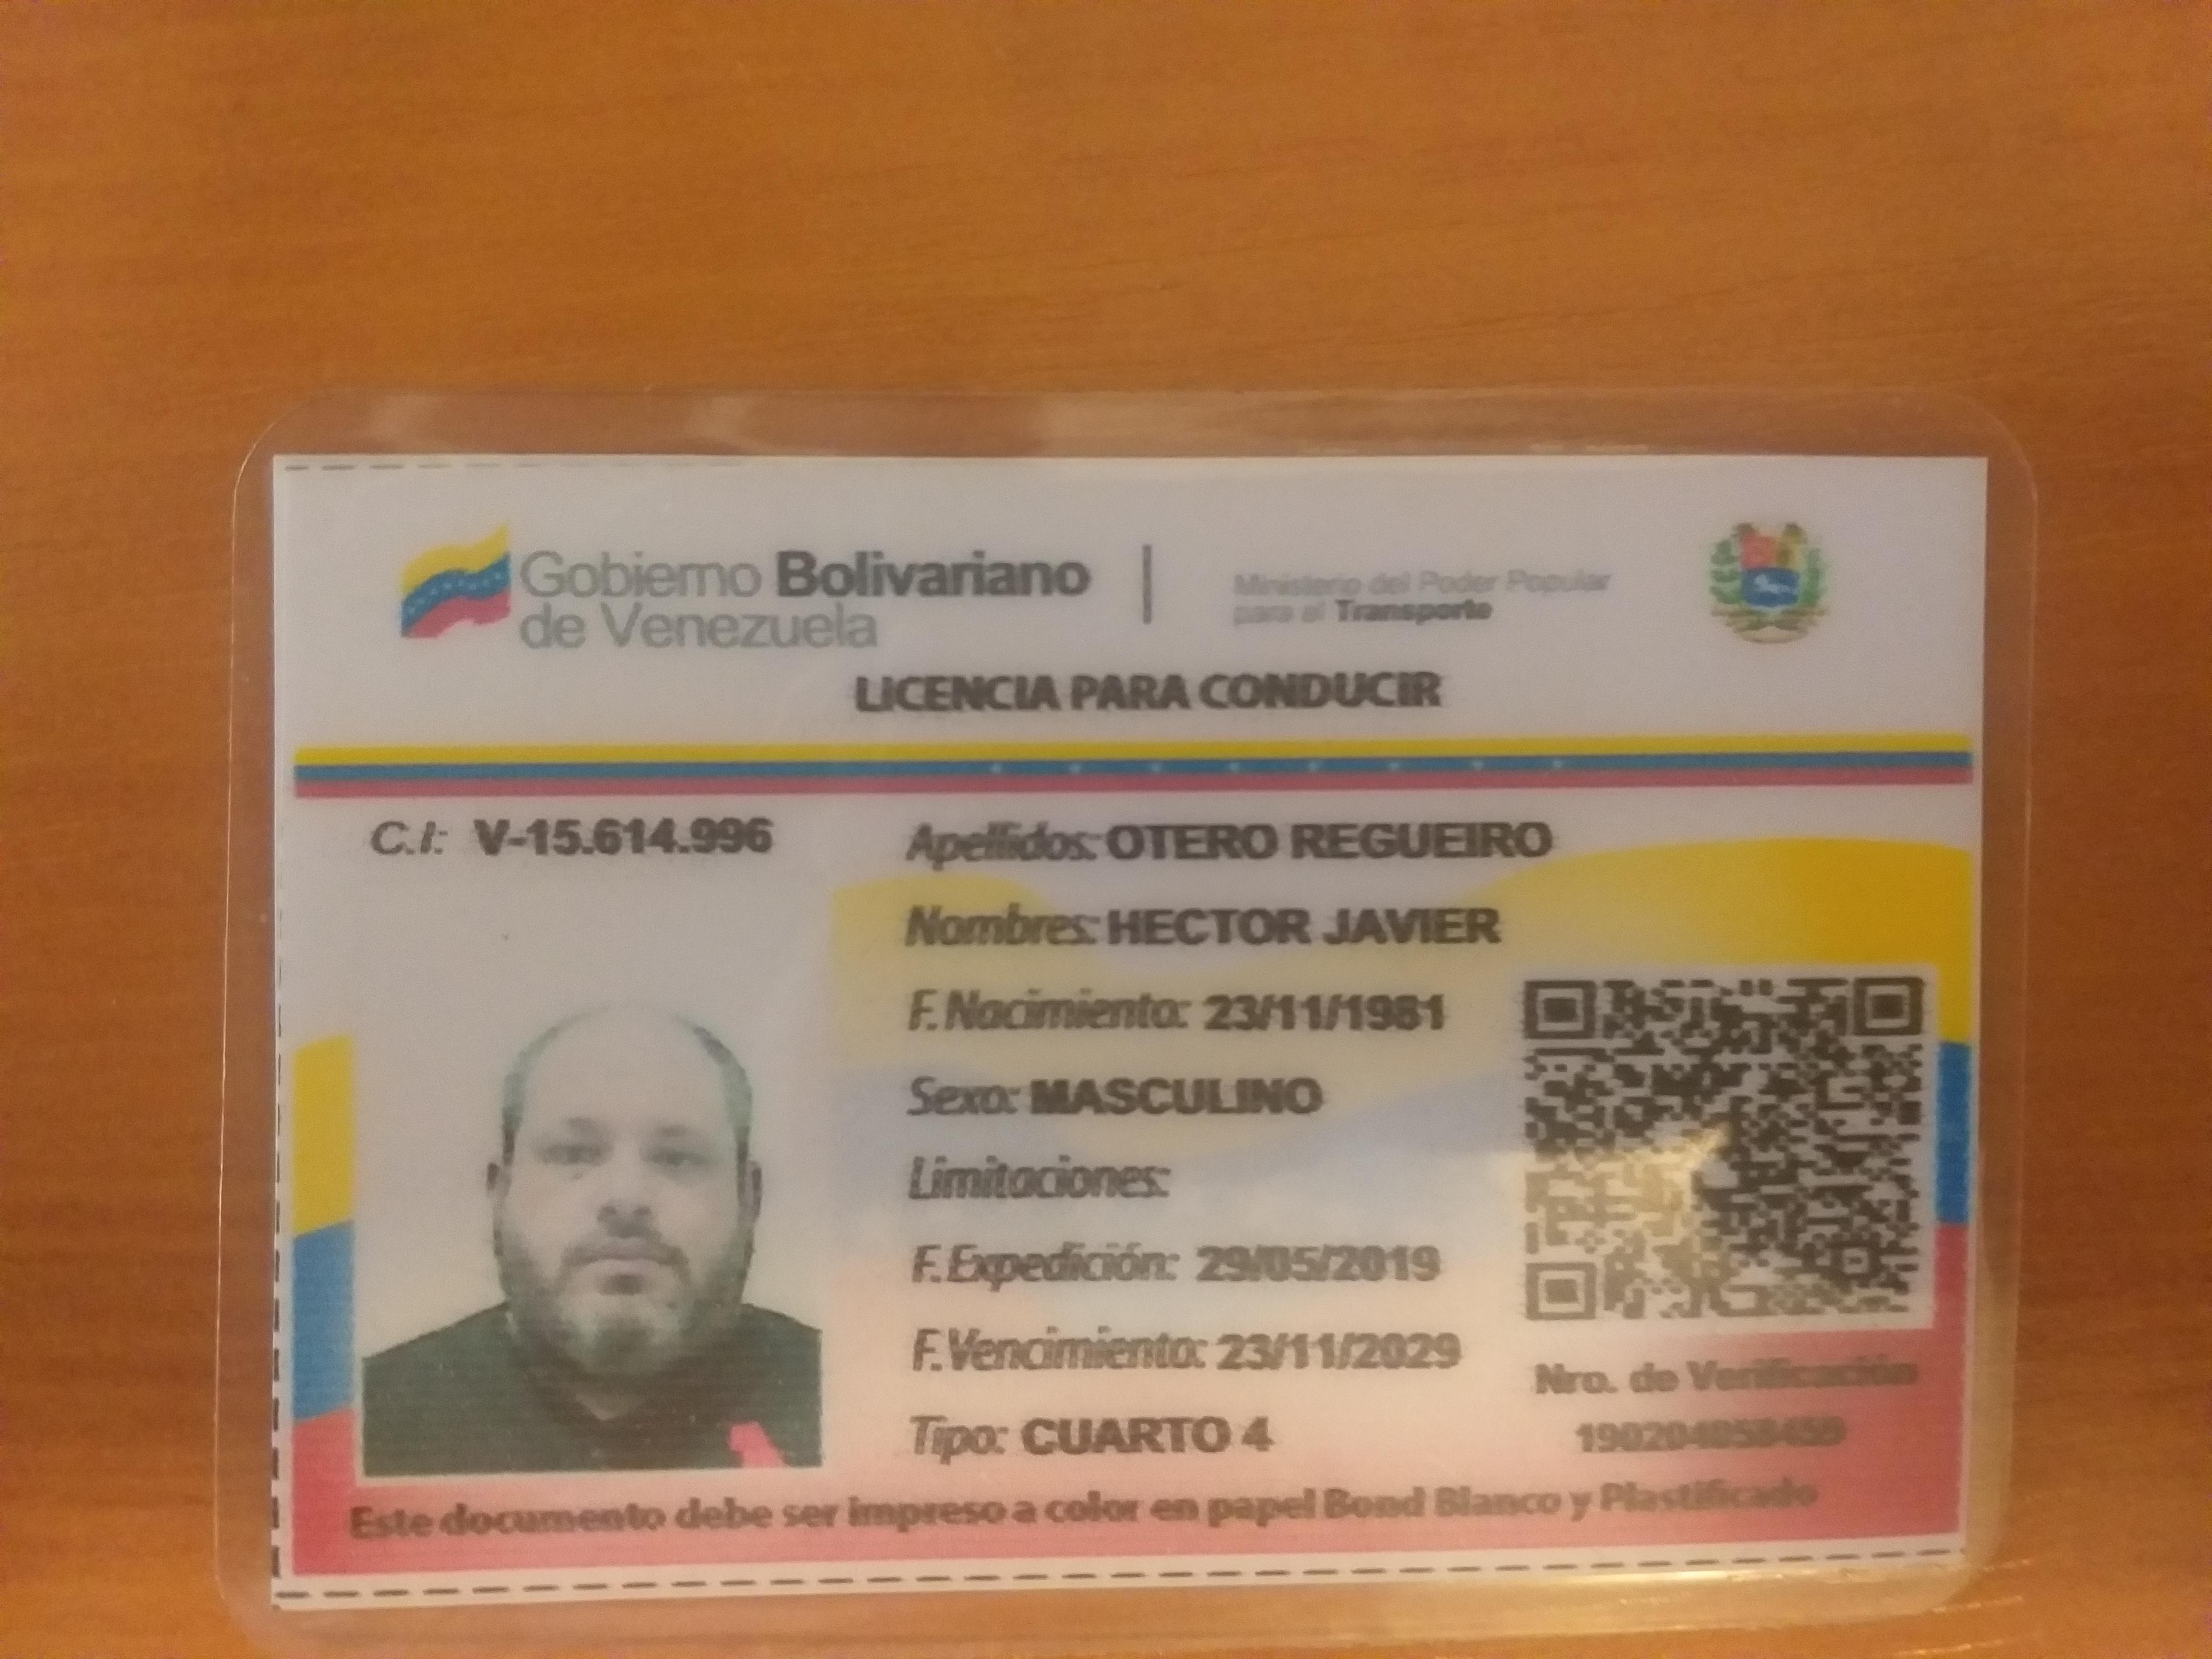 Gobierno Bolivariano
de Venezuela
Ministerio del Poder Popular
para el Transporte
LICENCIA PARA CONDUCIR
C.I: V-15.614.996
Apellidos: OTERO REGUEIRO
Nombres: HECTOR JAVIER
F. Nacimiento: 23/11/1981
Sexo: MASCULINO
Limitaciones:
F. Expedición: 29/05/2019
F. Vencimiento: 23/11/2029
Tipo: CUARTO 4
Nro. de Verificación
Este documento debe ser impreso a color en papel Bond Blanco y Plastificado